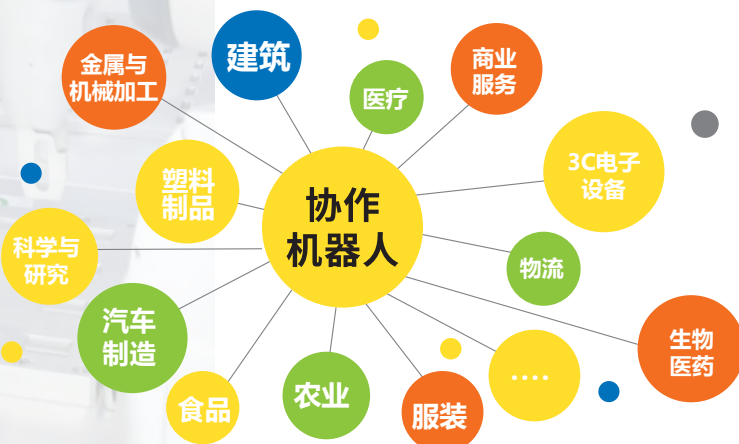 金属与
机械加工
建筑
医疗
商业
服务
塑料
制品
3C电子
设备
协作
机器人
科学与
研究
物流
汽车
制造
生物
医药
食品
农业
服装
....